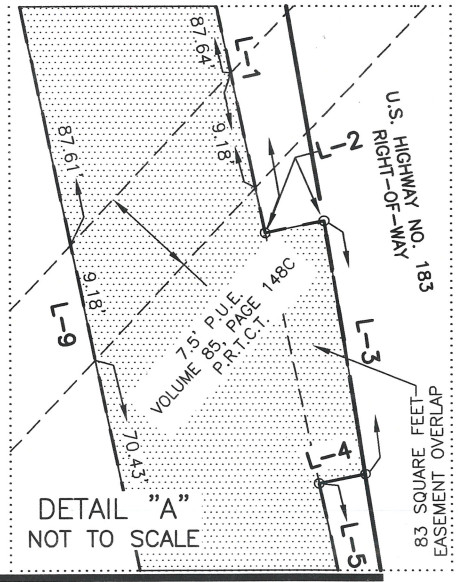 87.64'
L-1
9.18'
L-2
U.S. HIGHWAY NO. 183
RIGHT-OF-WAY
87.61'
9.18'
L-9
7.5' P.U.E.
VOLUME 85, PAGE 148C
P.R.T.C.T.
L-3
70.43'
L-4
L-5
83 SQUARE FEET
EASEMENT OVERLAP
DETAIL "A"
NOT TO SCALE